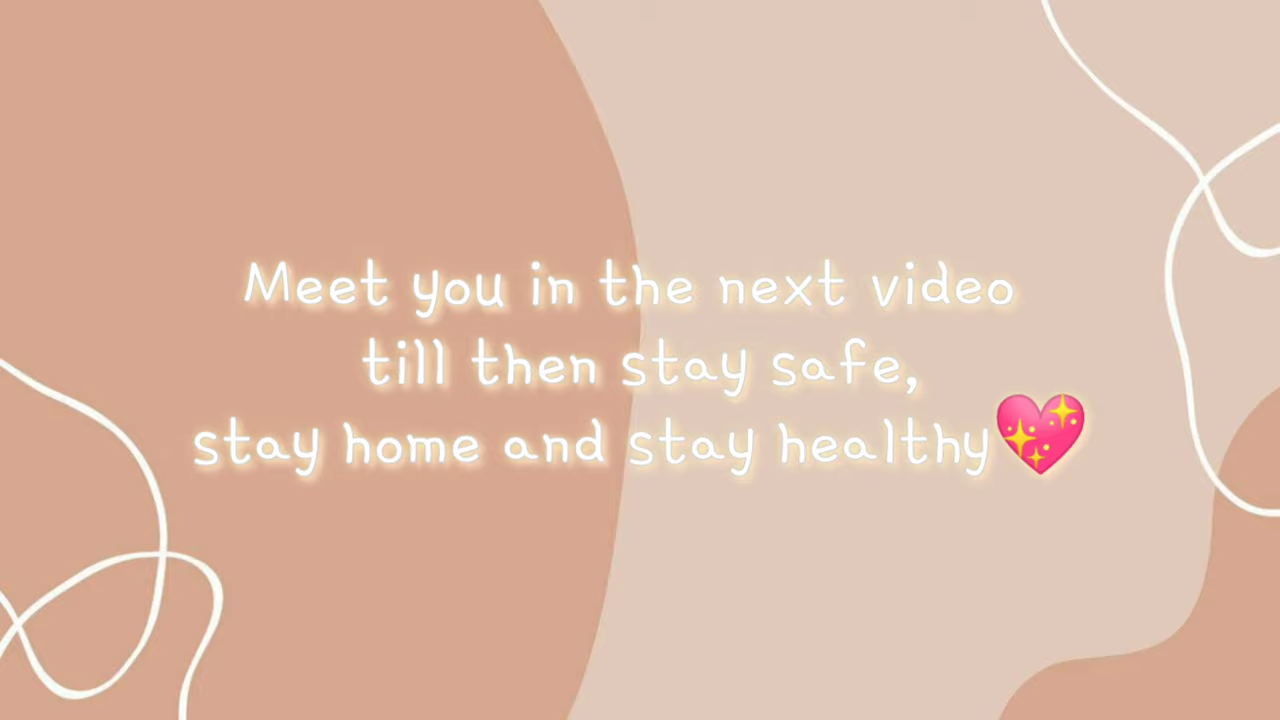 Meet you in the next video
till then stay safe,
stay home and stay healthy💖